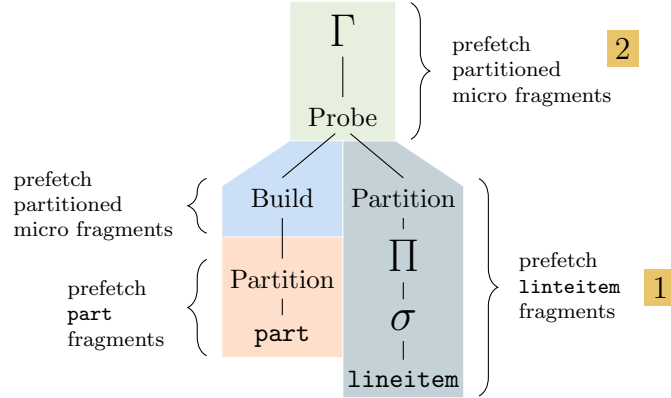 Γ
Probe
prefetch
partitioned
micro fragments
2
prefetch
partitioned
micro fragments
Build
Partition
prefetch
part
fragments
Partition
part
Π
σ
lineitem
prefetch
linteitem
fragments
1